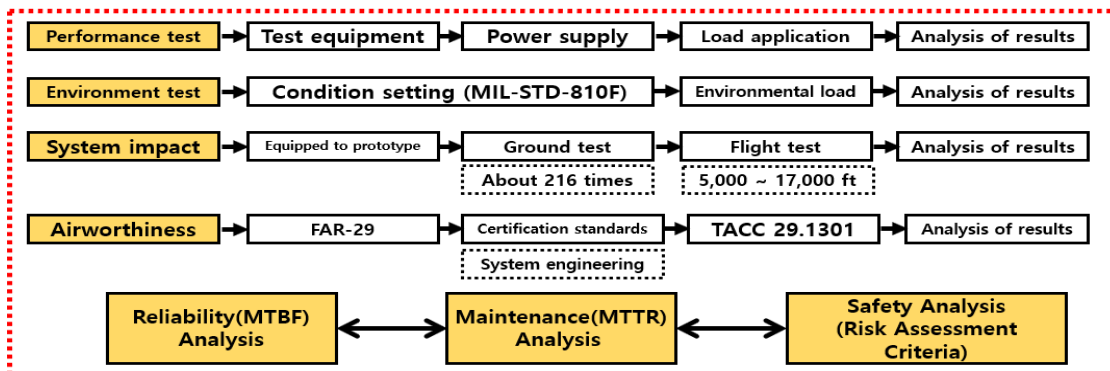 Performance test
Test equipment
Power supply
Load application
Analysis of results
Environment test
Condition setting (MIL-STD-810F)
Environmental load
Analysis of results
System impact
Equipped to prototype
Ground test
Flight test
Analysis of results
About 216 times
5,000 ~ 17,000 ft
Airworthiness
FAR-29
Certification standards
TACC 29.1301
Analysis of results
System engineering
Reliability(MTBF)
Analysis
Maintenance(MTTR)
Analysis
Safety Analysis
(Risk Assessment
Criteria)